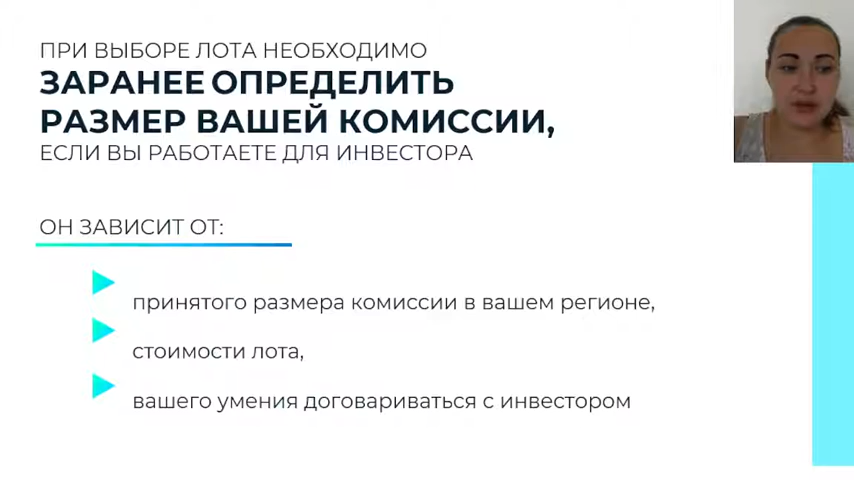 ПРИ ВЫБОРЕ ЛОТА НЕОБХОДИМО
ЗАРАНЕЕ ОПРЕДЕЛИТЬ
РАЗМЕР ВАШЕЙ КОМИССИИ,
ЕСЛИ ВЫ РАБОТАЕТЕ ДЛЯ ИНВЕСТОРА
ОН ЗАВИСИТ ОТ:
принятого размера комиссии в вашем регионе,
стоимости лота,
вашего умения договариваться с инвестором